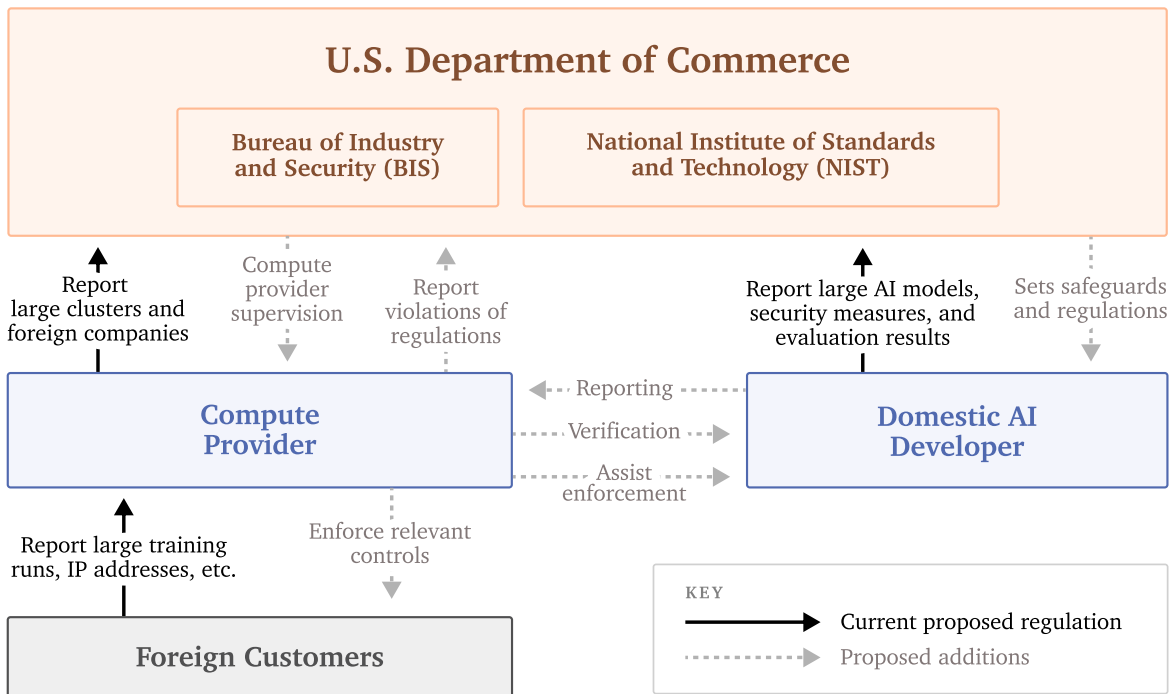 U.S. Department of Commerce
Bureau of Industry
and Security (BIS)
National Institute of Standards
and Technology (NIST)
Report
large clusters and
foreign companies
Compute
provider
supervision
Report
violations of
regulations
Report large AI models,
security measures, and
evaluation results
Sets safeguards
and regulations
Compute
Provider
Reporting
Verification
Assist
enforcement
Domestic AI
Developer
Report large training
runs, IP addresses, etc.
Enforce relevant
controls
Foreign Customers
KEY
Current proposed regulation
Proposed additions